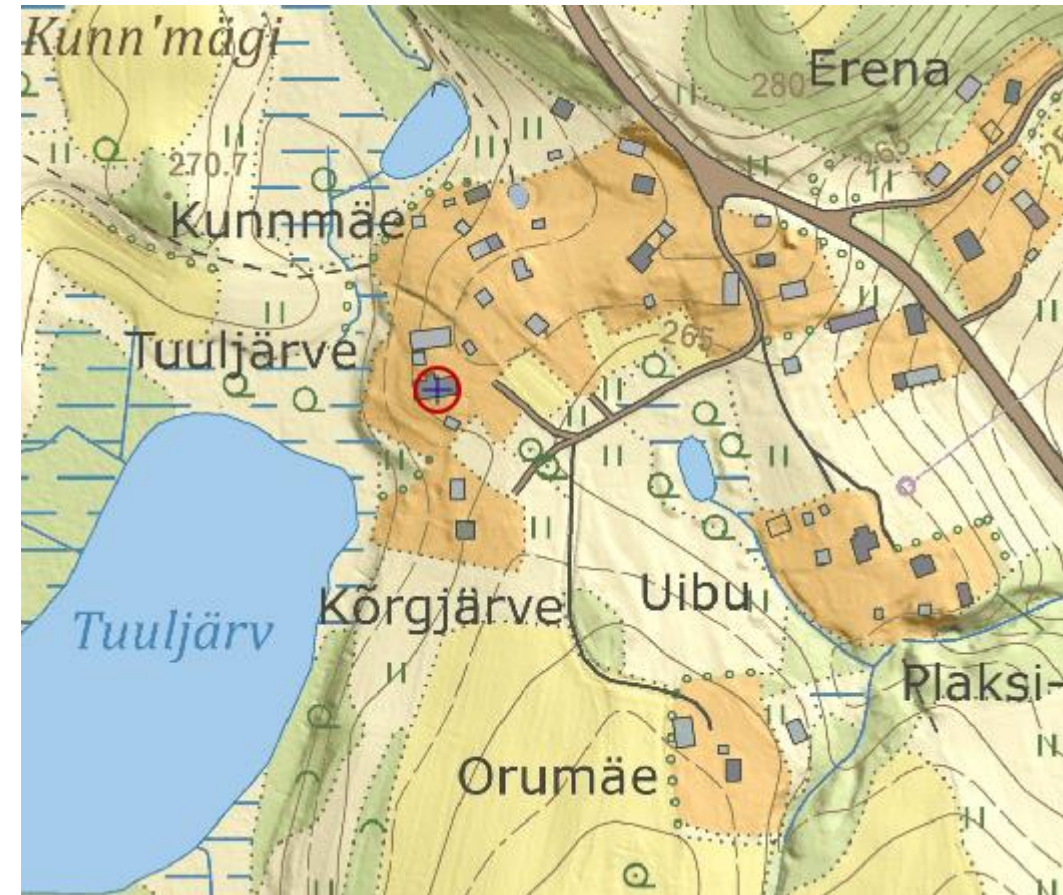 Kunn'mägi
Erena
280
270.7
265
Kunnmäe
Tuuljärve
265
Kõrgjärve
Uibu
Tuuljärv
Plaksi-
Orumäe